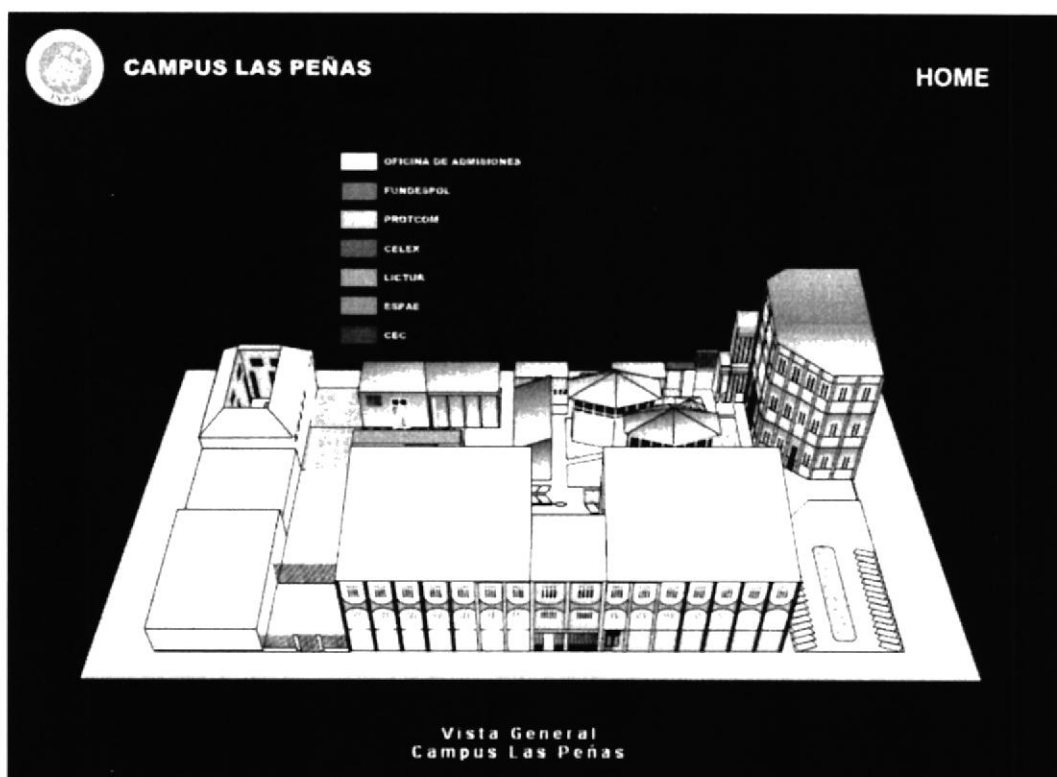 CAMPUS LAS PEÑAS
HOME
OFICINA DE ADMISIONES
FUNDESPOL
PROTCOM
CELEX
LICTUR
ESPAE
CEC
Vista General
Campus Las Peñas